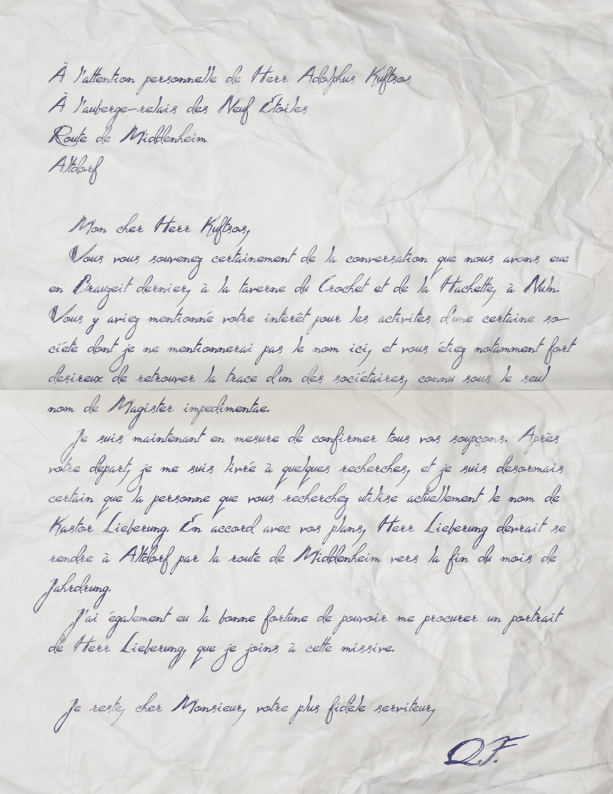 À l'attention personnelle de Herr Adolphus Kuftsos
À l'auberge-relais des Neuf Étoiles
Route de Middenheim
Altdorf
Mon cher Herr Kuftsos,
Vous vous souvenez certainement de la conversation que nous avons eue
en Brauzeit dernier, à la taverne du Crochet et de la Hachette, à Nuln.
Vous y aviez mentionné votre intérêt pour les activités d'une certaine so-
ciété dont je ne mentionnerai pas le nom ici, et vous étiez notamment fort
désireux de retrouver la trace d'un des sociétaires, connu sous le seul
nom de Magister impedimentae.
Je suis maintenant en mesure de confirmer tous vos soupçons. Après
votre départ, je me suis livré à quelques recherches, et je suis désormais
certain que la personne que vous recherchez utilise actuellement le nom de
Kastor Lieberung. En accord avec vos plans, Herr Lieberung devrait se
rendre à Altdorf par la route de Middenheim vers la fin du mois de
Jahrdrung.
J'ai également eu la bonne fortune de pouvoir me procurer un portrait
de Herr Lieberung, que je joins à cette missive.
Je reste, cher Monsieur, votre plus fidèle serviteur,
Q.F.